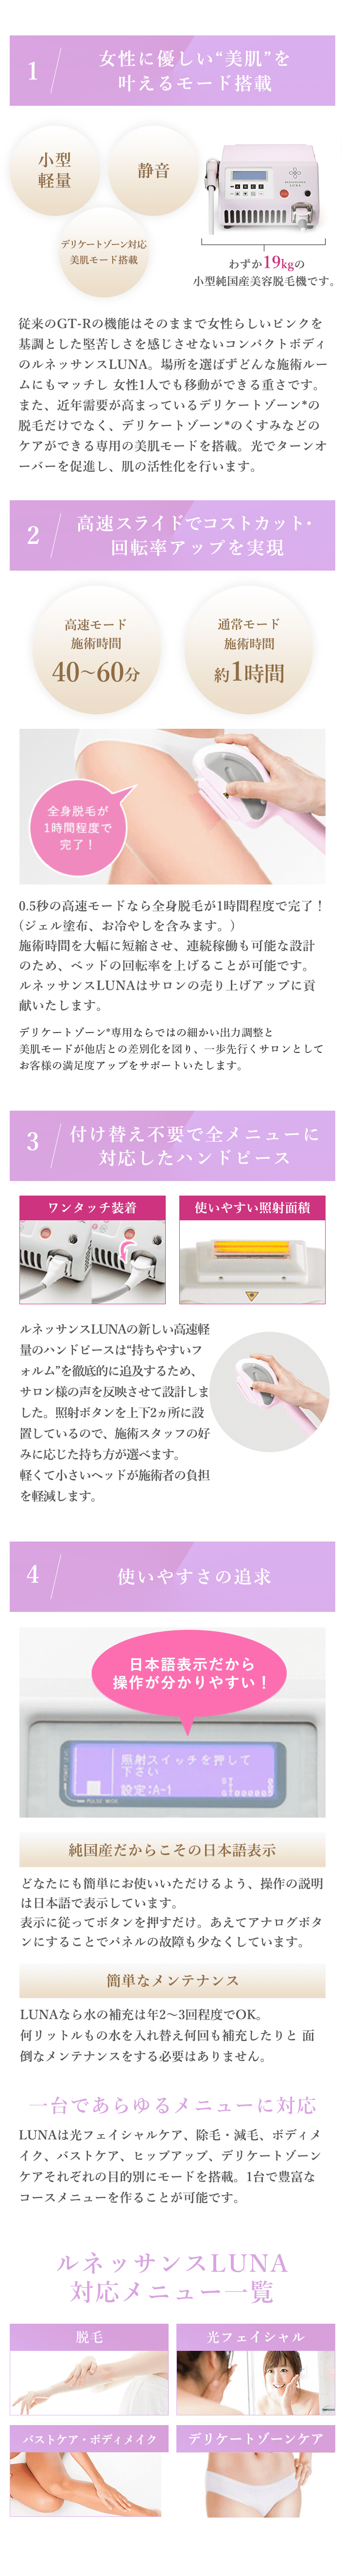 1
女性に優しい“美肌”を
叶えるモード搭載
小型
軽量
静音
デリケートゾーン対応
美肌モード搭載
LUNA
わずか19kgの
小型純国産美容脱毛機です。
従来のGT-Rの機能はそのままで女性らしいピンクを
基調とした堅苦しさを感じさせないコンパクトボディ
のルネッサンスLUNA。場所を選ばずどんな施術ルー
ムにもマッチし 女性1人でも移動ができる重さです。
また、近年需要が高まっているデリケートゾーン*の
脱毛だけでなく、デリケートゾーン*のくすみなどの
ケアができる専用の美肌モードを搭載。光でターンオ
ーバーを促進し、肌の活性化を行います。
2
高速スライドでコストカット・
回転率アップを実現
高速モード
施術時間
40〜60分
通常モード
施術時間
約1時間
全身脱毛が
1時間程度で
完了！
0.5秒の高速モードなら全身脱毛が1時間程度で完了！
（ジェル塗布、お冷やしを含みます。）
施術時間を大幅に短縮させ、連続稼働も可能な設計
のため、ベッドの回転率を上げることが可能です。
ルネッサンスLUNAはサロンの売り上げアップに貢
献いたします。
デリケートゾーン*専用ならではの細かい出力調整と
美肌モードが他店との差別化を図り、一歩先行くサロンとして
お客様の満足度アップをサポートいたします。
3
付け替え不要で全メニューに
対応したハンドピース
ワンタッチ装着
使いやすい照射面積
ルネッサンスLUNAの新しい高速軽
量のハンドピースは“持ちやすいフ
ォルム”を徹底的に追及するため、
サロン様の声を反映させて設計しま
した。照射ボタンを上下2ヵ所に設
置しているので、施術スタッフの好
みに応じた持ち方が選べます。
軽くて小さいヘッドが施術者の負担
を軽減します。
4
使いやすさの追求
日本語表示だから
操作が分かりやすい！
照射スイッチを押して
下さい
設定:A-1
PULSE MODE
純国産だからこその日本語表示
どなたにも簡単にお使いいただけるよう、操作の説明
は日本語で表示しています。
表示に従ってボタンを押すだけ。あえてアナログボタ
ンにすることでパネルの故障も少なくしています。
簡単なメンテナンス
LUNAなら水の補充は年2〜3回程度でOK。
何リットルもの水を入れ替え何回も補充したりと 面
倒なメンテナンスをする必要はありません。
一台であらゆるメニューに対応
LUNAは光フェイシャルケア、除毛・減毛、ボディメ
イク、バストケア、ヒップアップ、デリケートゾーン
ケアそれぞれの目的別にモードを搭載。1台で豊富な
コースメニューを作ることが可能です。
ルネッサンスLUNA
対応メニュー一覧
脱毛
光フェイシャル
バストケア・ボディメイク
デリケートゾーンケア